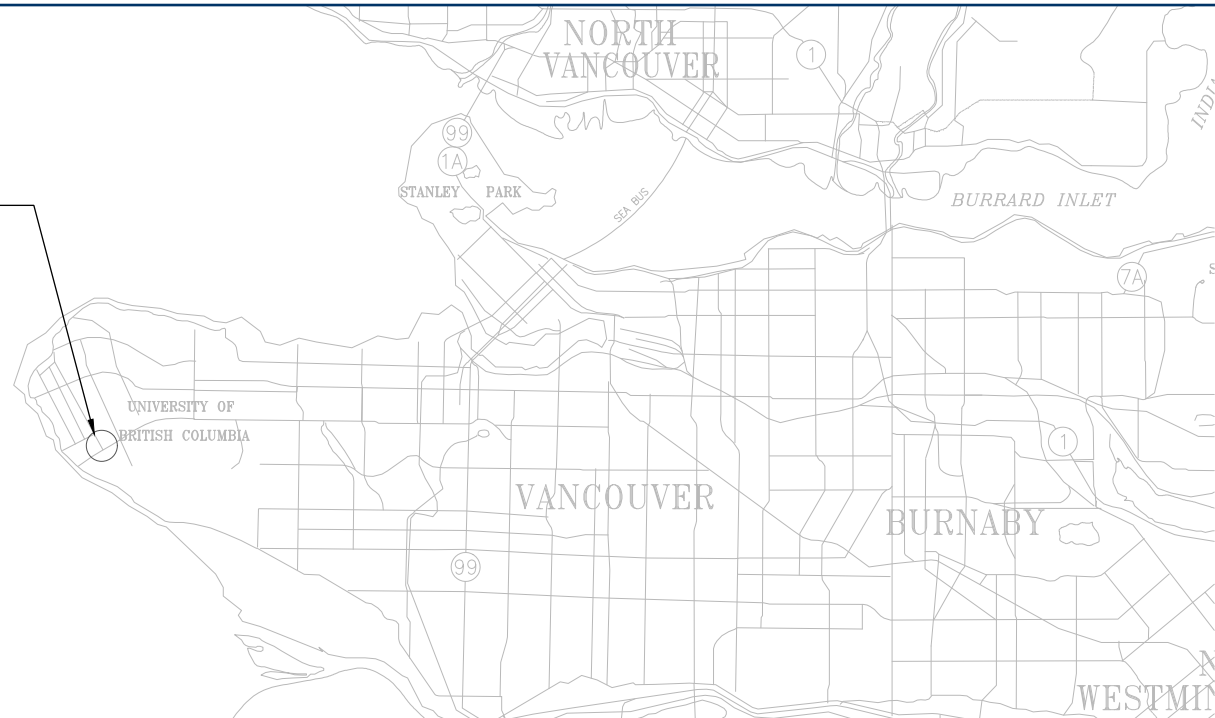 NORTH
VANCOUVER
1
99
1A
STANLEY PARK
SEA BUS
BURRARD INLET
7A
UNIVERSITY OF
BRITISH COLUMBIA
1
VANCOUVER
BURNABY
99